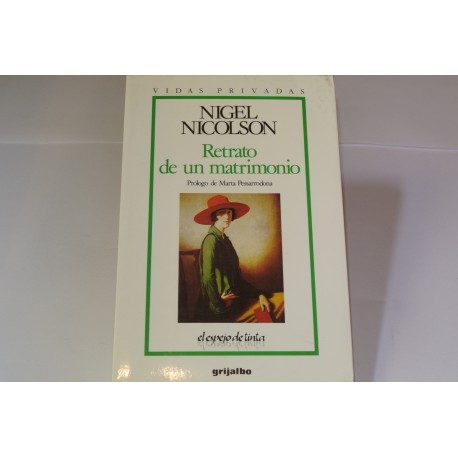 VIDAS PRIVADAS
NIGEL
NICOLSON
Retrato
de un matrimonio
Prólogo de Marta Pessarrodona
el espejo de tinta
grijalbo